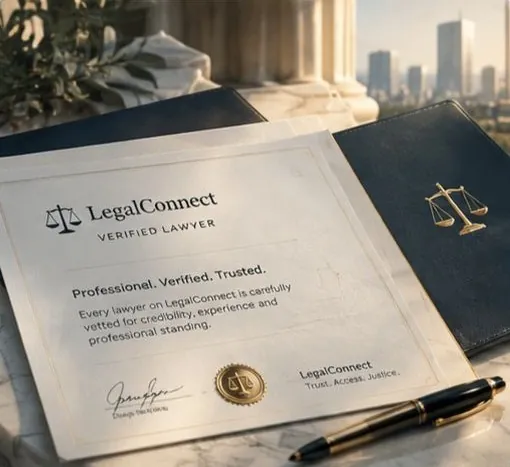 LegalConnect
VERIFIED LAWYER
Professional. Verified. Trusted.
Every lawyer on LegalConnect is carefully
vetted for credibility, experience and
professional standing.
LegalConnect
Trust. Access. Justice.